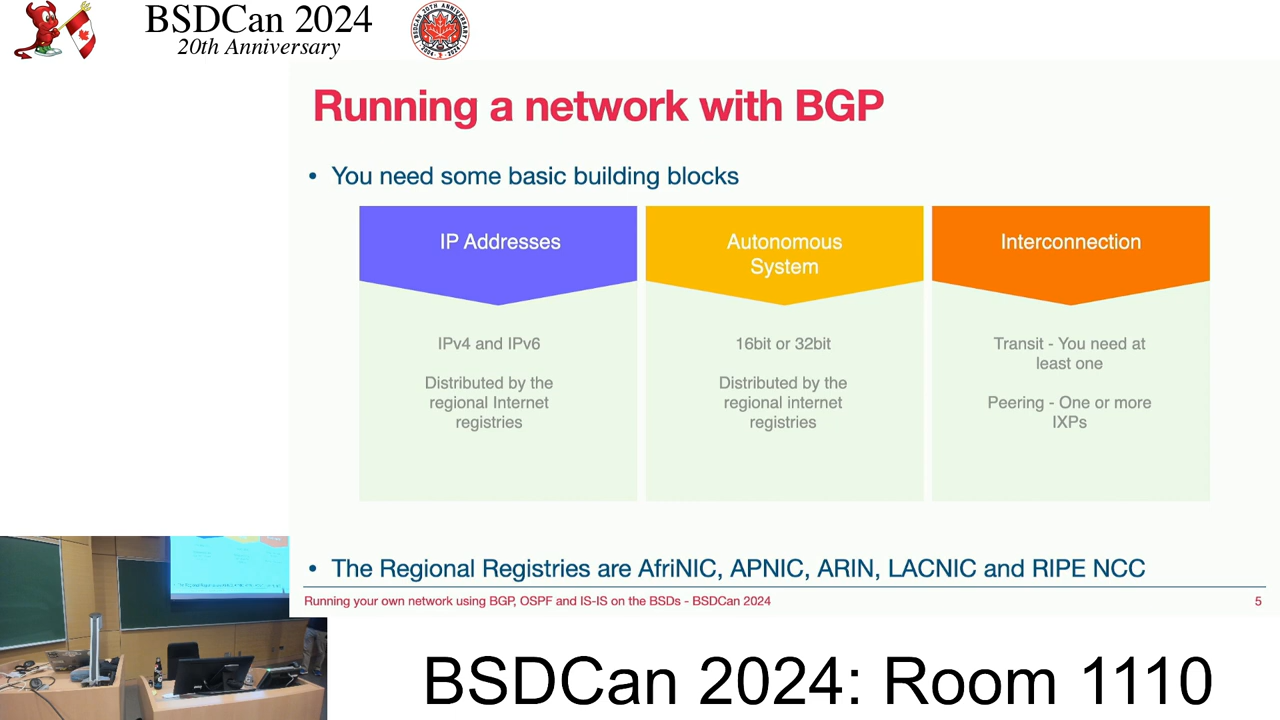 BSDCan 2024
20th Anniversary
Running a network with BGP
• You need some basic building blocks
IP Addresses
IPv4 and IPv6
Distributed by the
regional Internet
registries
Autonomous
System
16bit or 32bit
Distributed by the
regional internet
registries
Interconnection
Transit - You need at
least one
Peering - One or more
IXPs
• The Regional Registries are AfriNIC, APNIC, ARIN, LACNIC and RIPE NCC
Running your own network using BGP, OSPF and IS-IS on the BSDs - BSDCan 2024
5
BSDCan 2024: Room 1110